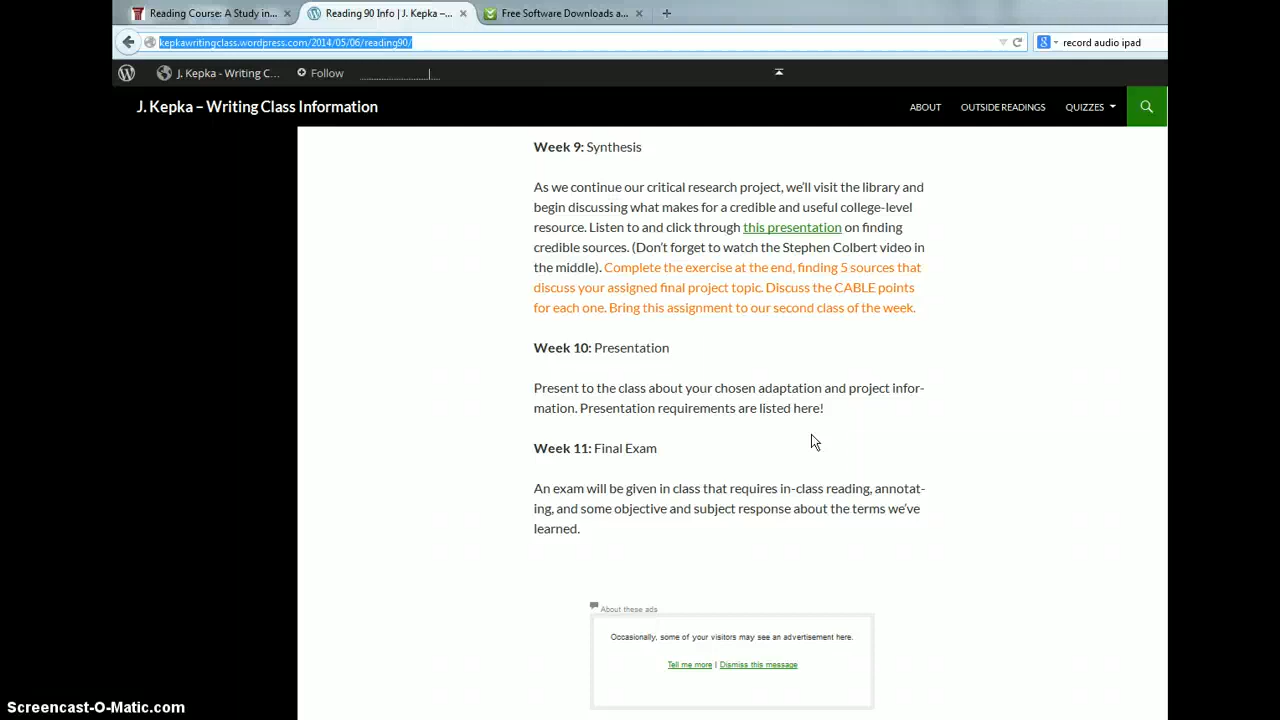 Reading Course: A Study in...
Reading 90 Info | J. Kepka –...
Free Software Downloads a...
kepkawritingclass.wordpress.com/2014/05/06/reading90/
record audio ipad
J. Kepka - Writing C...
Follow
J. Kepka – Writing Class Information
ABOUT
OUTSIDE READINGS
QUIZZES
Week 9: Synthesis
As we continue our critical research project, we'll visit the library and
begin discussing what makes for a credible and useful college-level
resource. Listen to and click through this presentation on finding
credible sources. (Don't forget to watch the Stephen Colbert video in
the middle). Complete the exercise at the end, finding 5 sources that
discuss your assigned final project topic. Discuss the CABLE points
for each one. Bring this assignment to our second class of the week.
Week 10: Presentation
Present to the class about your chosen adaptation and project infor-
mation. Presentation requirements are listed here!
Week 11: Final Exam
An exam will be given in class that requires in-class reading, annotat-
ing, and some objective and subject response about the terms we've
learned.
About these ads
Occasionally, some of your visitors may see an advertisement here.
Tell me more | Dismiss this message
Screencast-O-Matic.com